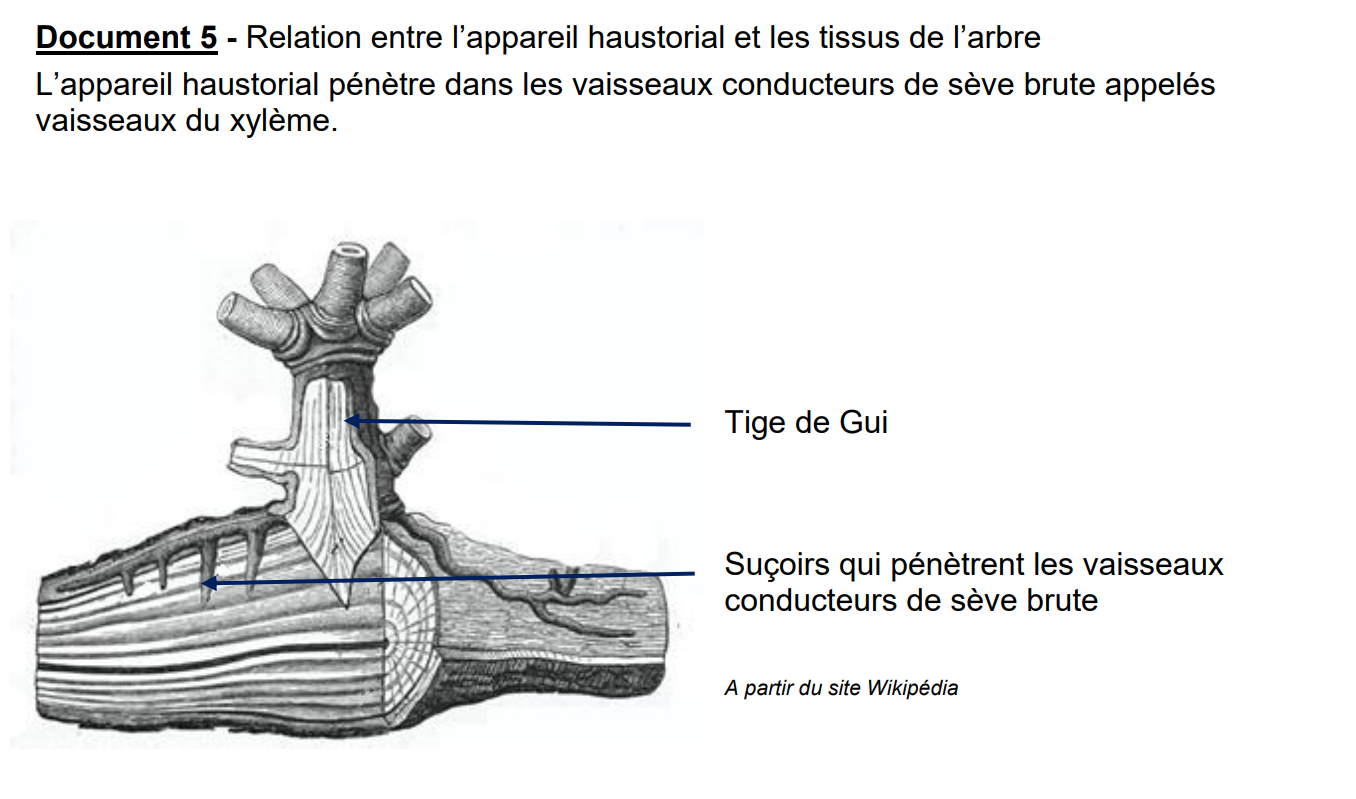 Document 5 - Relation entre l’appareil haustorial et les tissus de l’arbre
L’appareil haustorial pénètre dans les vaisseaux conducteurs de sève brute appelés
vaisseaux du xylème.
Tige de Gui
Suçoirs qui pénètrent les vaisseaux
conducteurs de sève brute
A partir du site Wikipédia